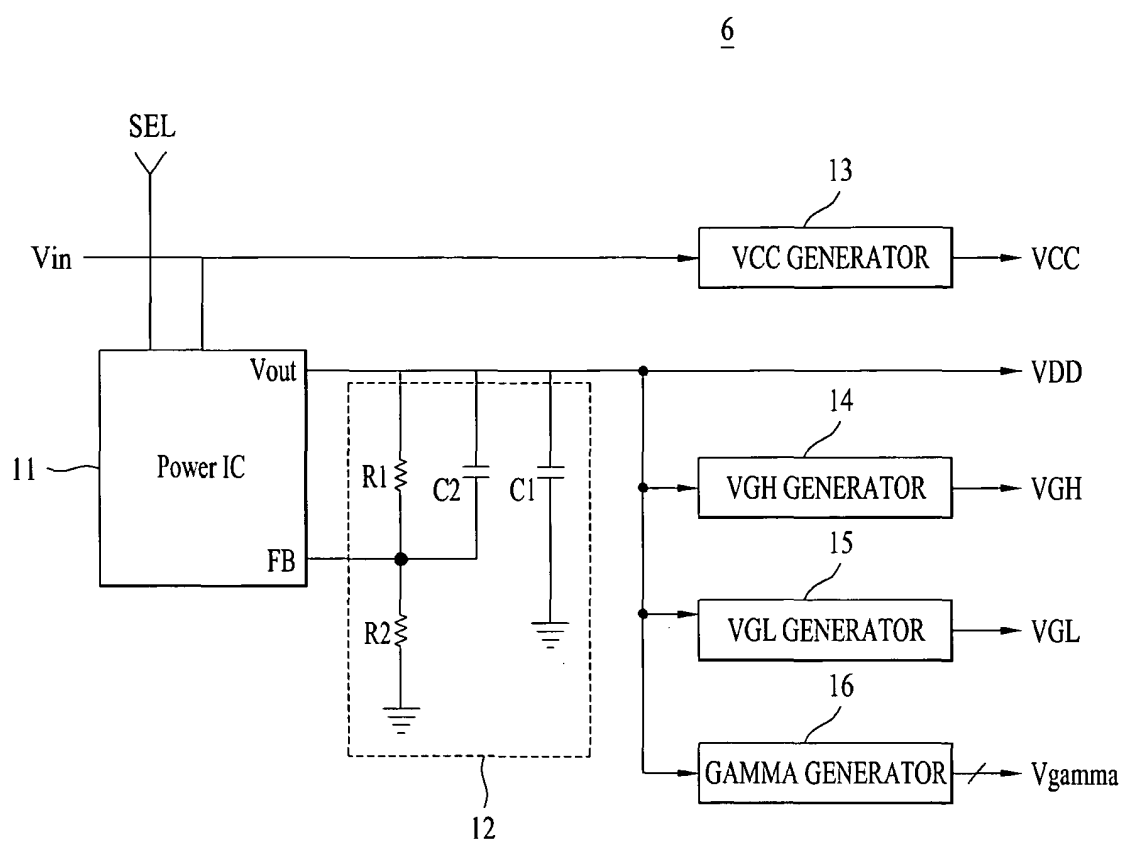 6
SEL
13
Vin
VCC GENERATOR
VCC
Vout
VDD
14
11
Power IC
R1
C2
C1
VGH GENERATOR
VGH
15
FB
R2
VGL GENERATOR
VGL
16
GAMMA GENERATOR
Vgamma
12